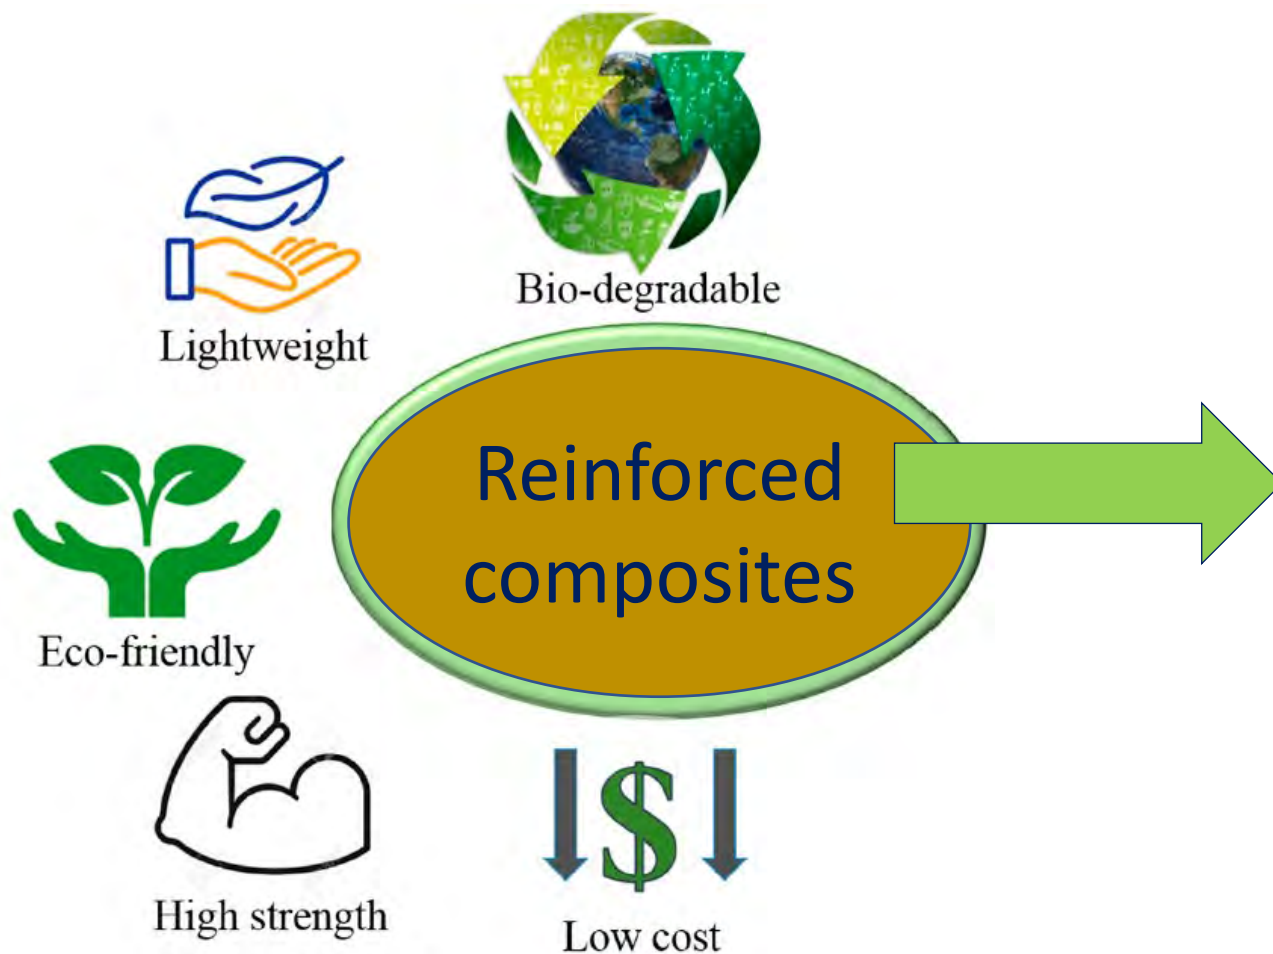 Bio-degradable
Lightweight
Reinforced
composites
Eco-friendly
High strength
$
Low cost